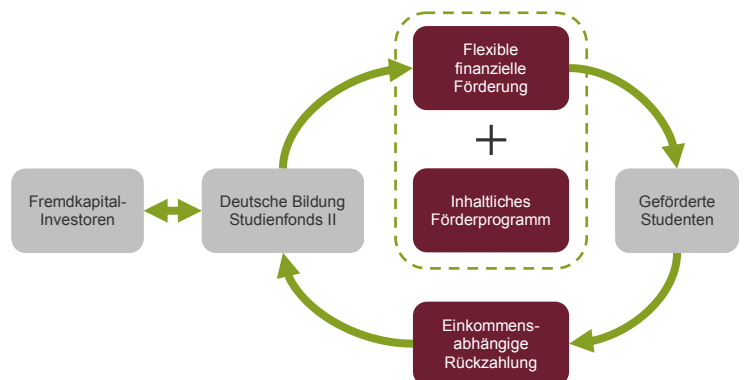 Flexible
finanzielle
Förderung
+
Fremdkapital-
Investoren
Deutsche Bildung
Studienfonds II
Inhaltliches
Förderprogramm
Geförderte
Studenten
Einkommens-
abhängige
Rückzahlung